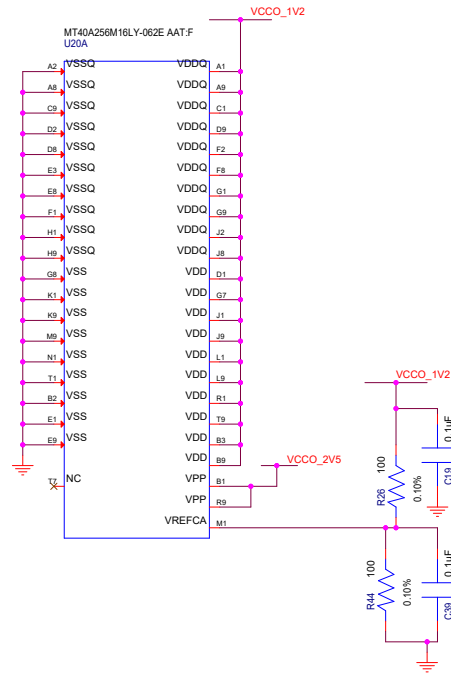 VCCO_1V2
MT40A256M16LY-062E AAT:F
U20A
A2 VSSQ VDDQ A1
A8 VSSQ VDDQ A9
C9 VSSQ VDDQ C1
D2 VSSQ VDDQ D9
D8 VSSQ VDDQ F2
E3 VSSQ VDDQ F8
E8 VSSQ VDDQ G1
F1 VSSQ VDDQ G9
H1 VSSQ VDDQ J2
H9 VSSQ VDDQ J8
G8 VSS VDD D1
K1 VSS VDD G7
K9 VSS VDD J1
M9 VSS VDD J9
N1 VSS VDD L1
T1 VSS VDD L9
B2 VSS VDD R1
E1 VSS VDD T9
E9 VSS VDD B3
VDD B9
T7 NC VPP B1
VPP R9
VREFCA M1
VCCO_2V5
VCCO_1V2
R26
100
0.10%
C19
0.1uF
R44
100
0.10%
C39
0.1uF